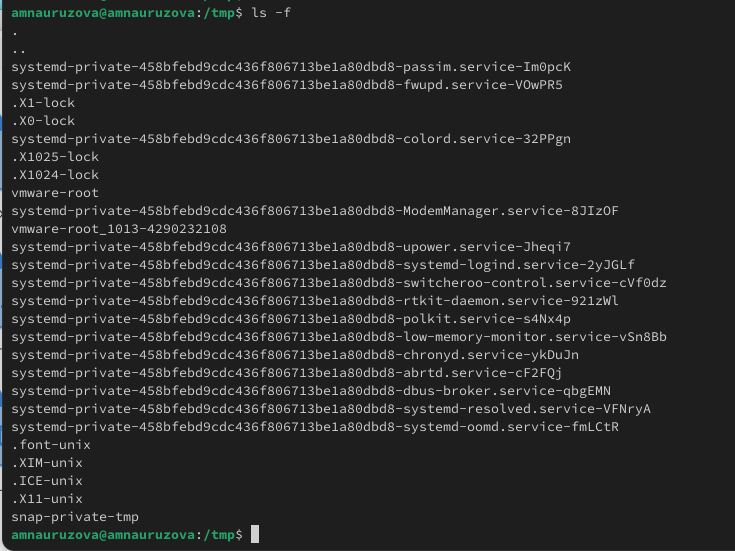 amnauruzova@amnauruzova:/tmp$ ls -f
.
..
systemd-private-458bfebd9cdc436f806713be1a80dbd8-passim.service-Im0pcK
systemd-private-458bfebd9cdc436f806713be1a80dbd8-fwupd.service-VOwPR5
.X1-lock
.X0-lock
systemd-private-458bfebd9cdc436f806713be1a80dbd8-colord.service-32PPgn
.X1025-lock
.X1024-lock
vmware-root
systemd-private-458bfebd9cdc436f806713be1a80dbd8-ModemManager.service-8JIzOF
vmware-root_1013-4290232108
systemd-private-458bfebd9cdc436f806713be1a80dbd8-upower.service-Jheqi7
systemd-private-458bfebd9cdc436f806713be1a80dbd8-systemd-logind.service-2yJGLf
systemd-private-458bfebd9cdc436f806713be1a80dbd8-switcheroo-control.service-cVf0dz
systemd-private-458bfebd9cdc436f806713be1a80dbd8-rtkit-daemon.service-921zWl
systemd-private-458bfebd9cdc436f806713be1a80dbd8-polkit.service-s4Nx4p
systemd-private-458bfebd9cdc436f806713be1a80dbd8-low-memory-monitor.service-vSn8Bb
systemd-private-458bfebd9cdc436f806713be1a80dbd8-chronyd.service-ykDuJn
systemd-private-458bfebd9cdc436f806713be1a80dbd8-abrtd.service-cF2FQj
systemd-private-458bfebd9cdc436f806713be1a80dbd8-dbus-broker.service-qbgEMN
systemd-private-458bfebd9cdc436f806713be1a80dbd8-systemd-resolved.service-VFNryA
systemd-private-458bfebd9cdc436f806713be1a80dbd8-systemd-oomd.service-fmLCtR
.font-unix
.XIM-unix
.ICE-unix
.X11-unix
snap-private-tmp
amnauruzova@amnauruzova:/tmp$